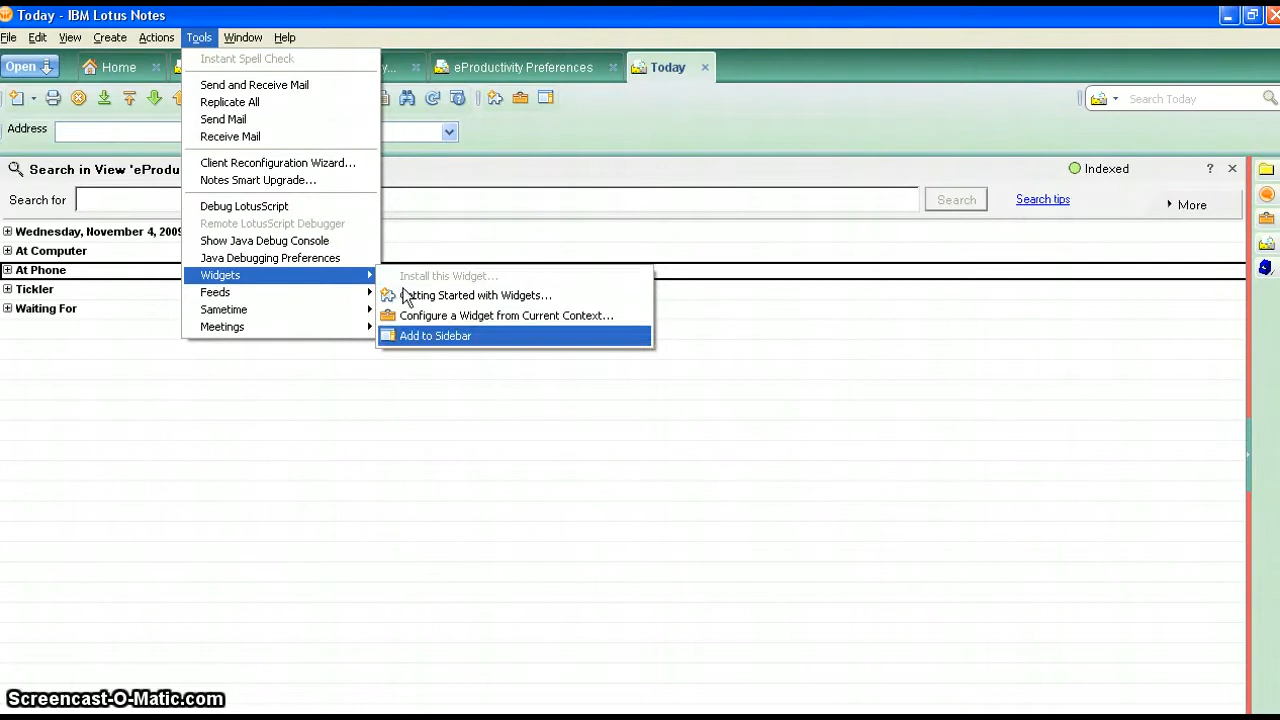 Today - IBM Lotus Notes
File Edit View Create Actions Tools Window Help
Open Home y... eProductivity Preferences Today
Search Today
Address
Search in View 'eProdu Indexed ?
Search for Search Search tips More
Wednesday, November 4, 2009
At Computer
At Phone
Tickler
Waiting For
Instant Spell Check
Send and Receive Mail
Replicate All
Send Mail
Receive Mail
Client Reconfiguration Wizard...
Notes Smart Upgrade...
Debug LotusScript
Remote LotusScript Debugger
Show Java Debug Console
Java Debugging Preferences
Widgets
Feeds
Sametime
Meetings
Install this Widget...
Getting Started with Widgets...
Configure a Widget from Current Context...
Add to Sidebar
Screencast-O-Matic.com